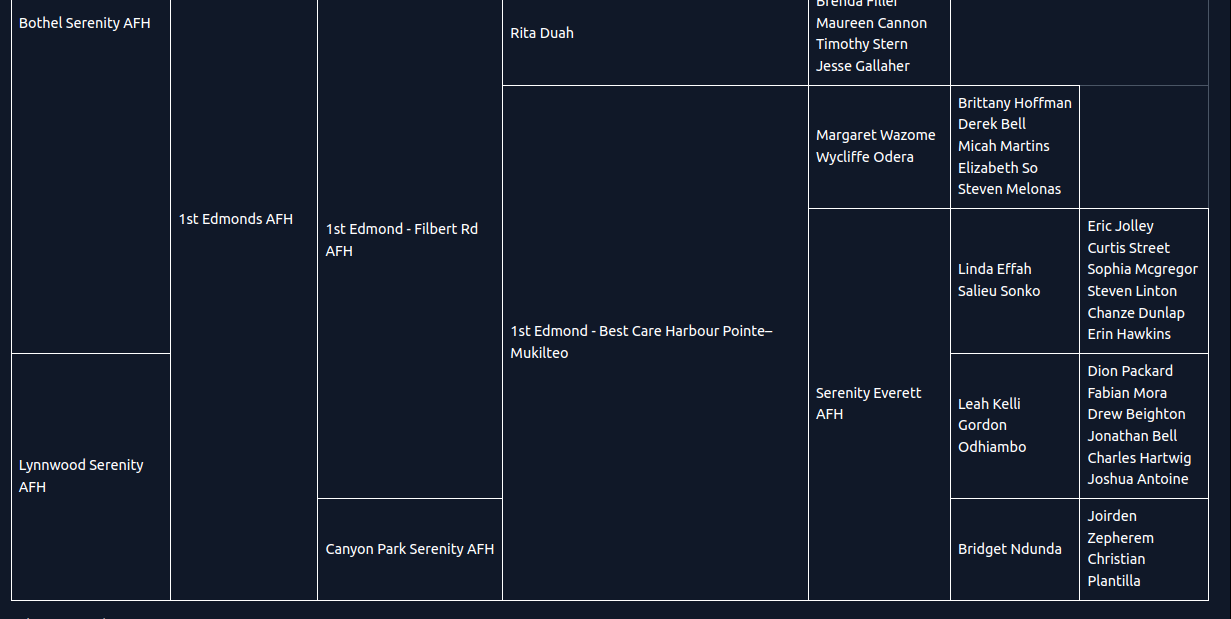 Bothel Serenity AFH
Rita Duah
Brenda Filler
Maureen Cannon
Timothy Stern
Jesse Gallaher
1st Edmonds AFH
1st Edmond - Filbert Rd
AFH
1st Edmond - Best Care Harbour Pointe–
Mukilteo
Margaret Wazome
Wycliffe Odera
Brittany Hoffman
Derek Bell
Micah Martins
Elizabeth So
Steven Melonas
Serenity Everett
AFH
Linda Effah
Salieu Sonko
Eric Jolley
Curtis Street
Sophia Mcgregor
Steven Linton
Chanze Dunlap
Erin Hawkins
Lynnwood Serenity
AFH
Leah Kelli
Gordon
Odhiambo
Dion Packard
Fabian Mora
Drew Beighton
Jonathan Bell
Charles Hartwig
Joshua Antoine
Canyon Park Serenity AFH
Bridget Ndunda
Joirden
Zepherem
Christian
Plantilla